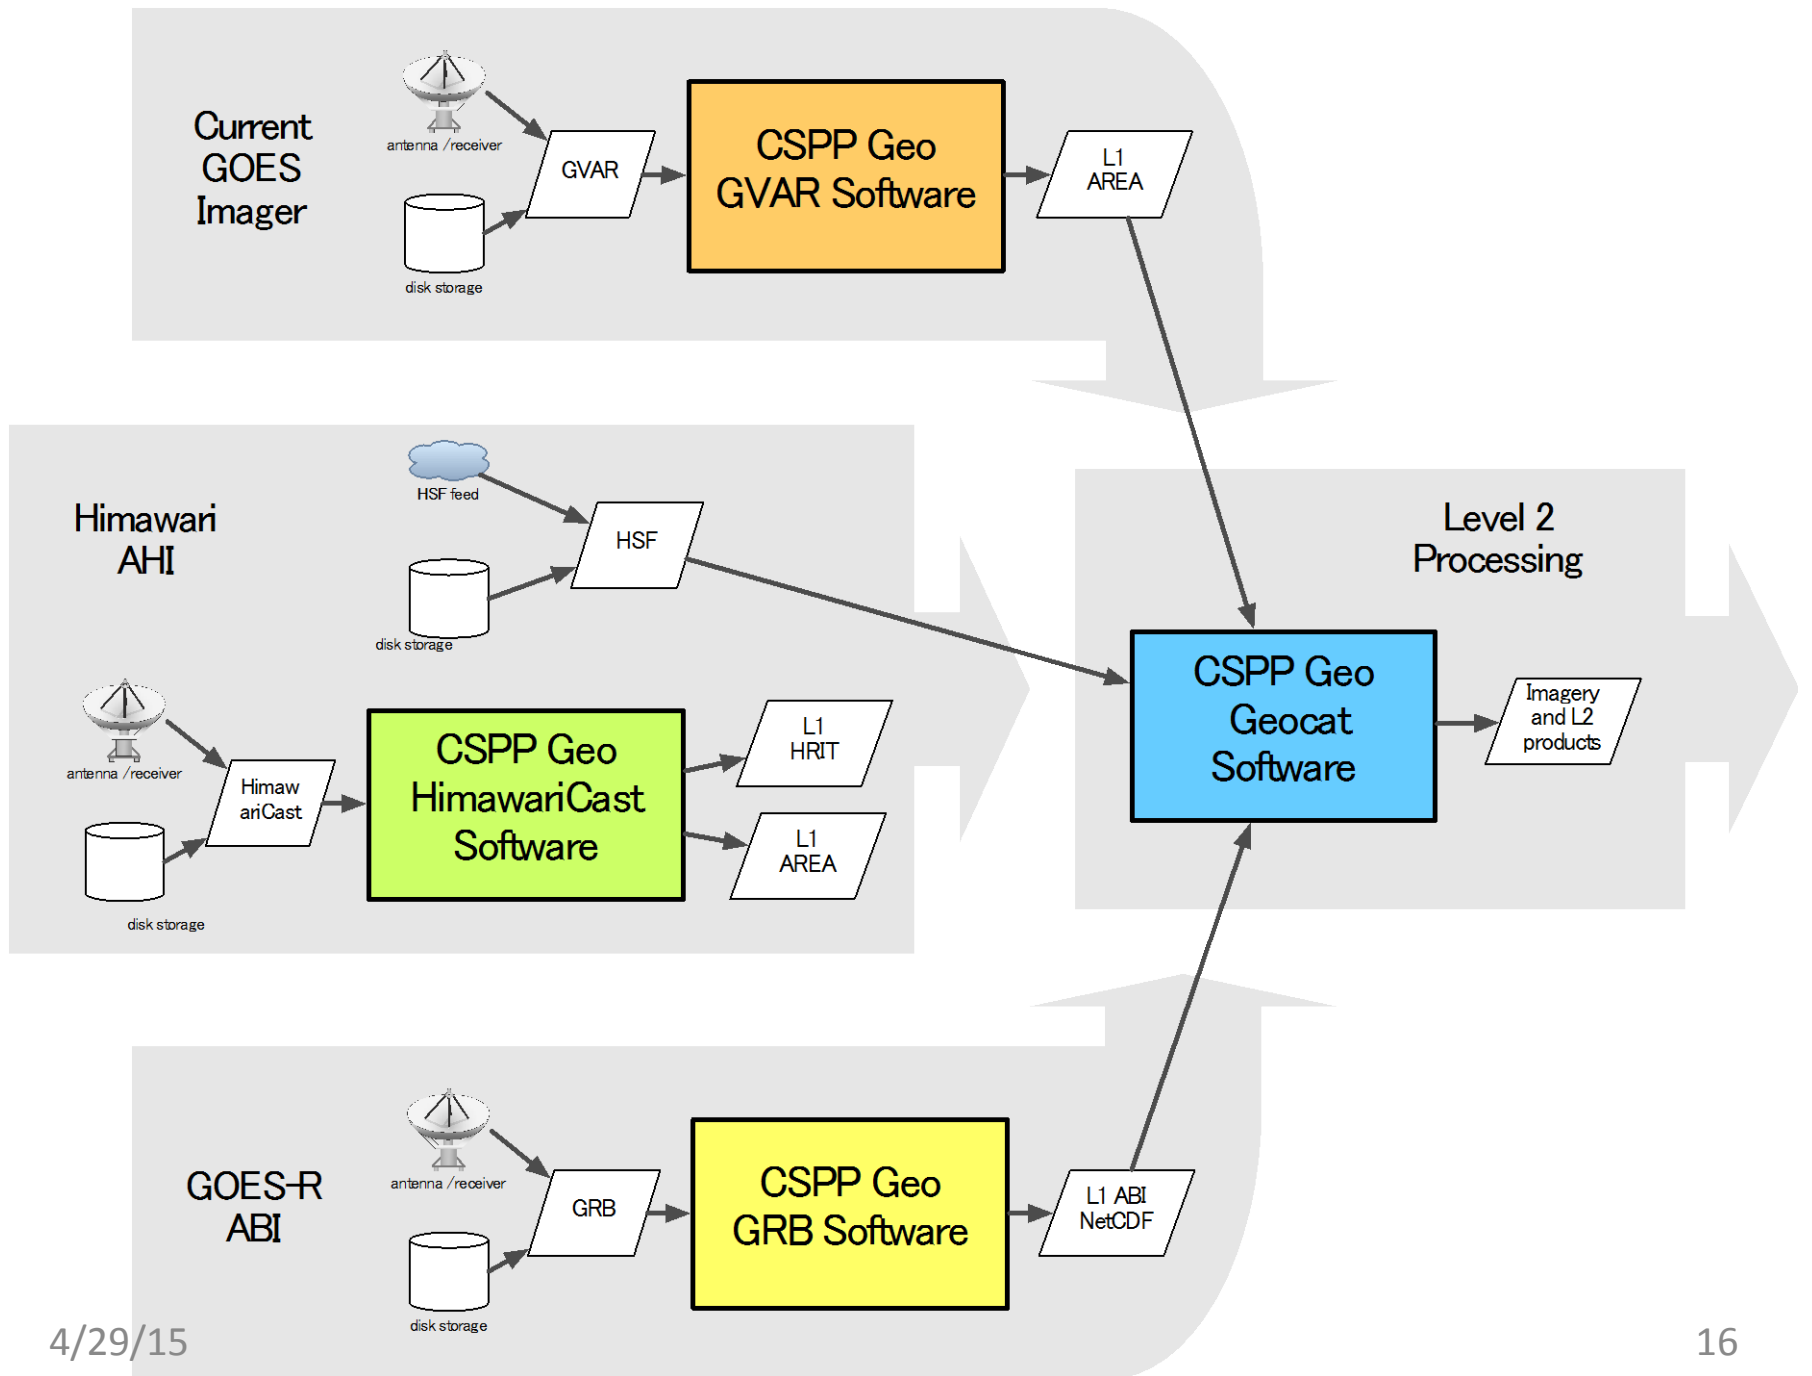 Current
GOES
Imager
antenna /receiver
disk storage
GVAR
CSPP Geo
GVAR Software
L1
AREA
Himawari
AHI
HSF feed
disk storage
HSF
antenna /receiver
disk storage
Himaw
ariCast
CSPP Geo
HimawariCast
Software
L1
HRIT
L1
AREA
Level 2
Processing
CSPP Geo
Geocat
Software
Imagery
and L2
products
GOES-R
ABI
antenna /receiver
disk storage
GRB
CSPP Geo
GRB Software
L1 ABI
NetCDF
4/29/15
16